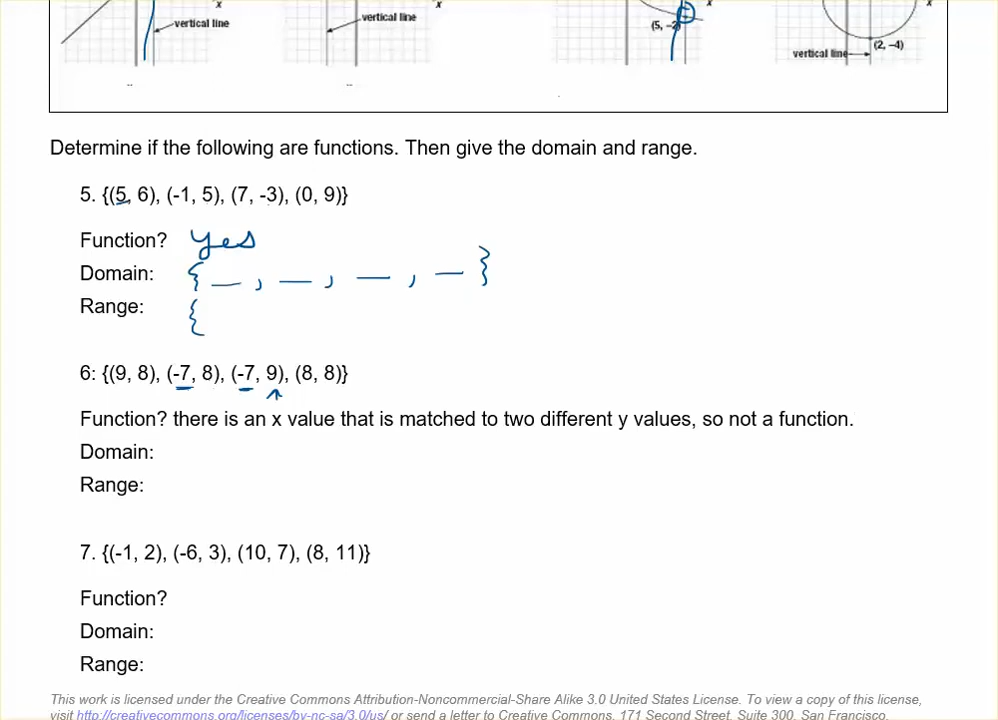 x x x x
vertical line vertical line (5, -2) (2, -4)
vertical line
Determine if the following are functions. Then give the domain and range.
5. {(5, 6), (-1, 5), (7, -3), (0, 9)}
Function? yes
Domain: { _ , _ , _ , _ }
Range: {
6: {(9, 8), (-7, 8), (-7, 9), (8, 8)}
Function? there is an x value that is matched to two different y values, so not a function.
Domain:
Range:
7. {(-1, 2), (-6, 3), (10, 7), (8, 11)}
Function?
Domain:
Range:
This work is licensed under the Creative Commons Attribution-Noncommercial-Share Alike 3.0 United States License. To view a copy of this license,
visit http://creativecommons.org/licenses/by-nc-sa/3.0/us/ or send a letter to Creative Commons, 171 Second Street, Suite 300, San Francisco,